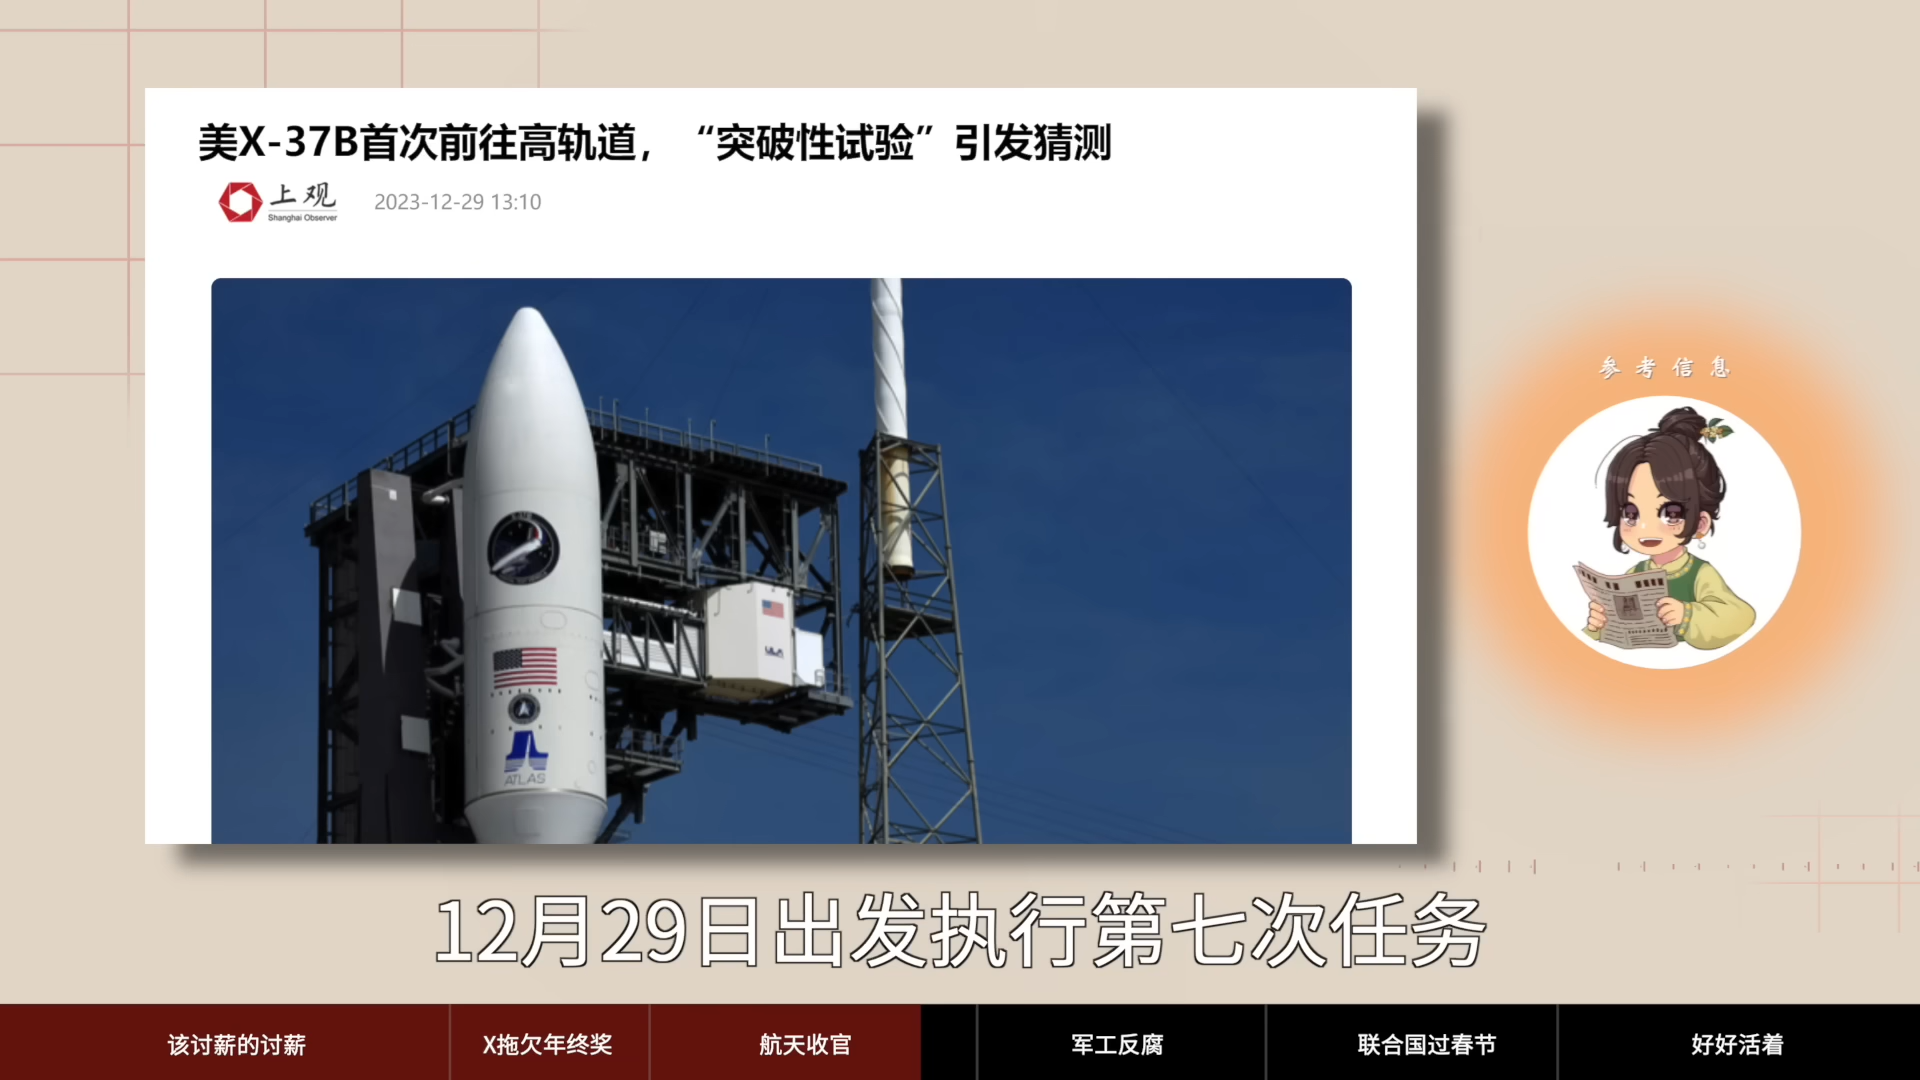 美X-37B首次前往高轨道，“突破性试验”引发猜测
上观
Shanghai Observer
2023-12-29 13:10
参考信息
ULA
ATLAS
12月29日出发执行第七次任务
该讨薪的讨薪
X拖欠年终奖
航天收官
军工反腐
联合国过春节
好好活着